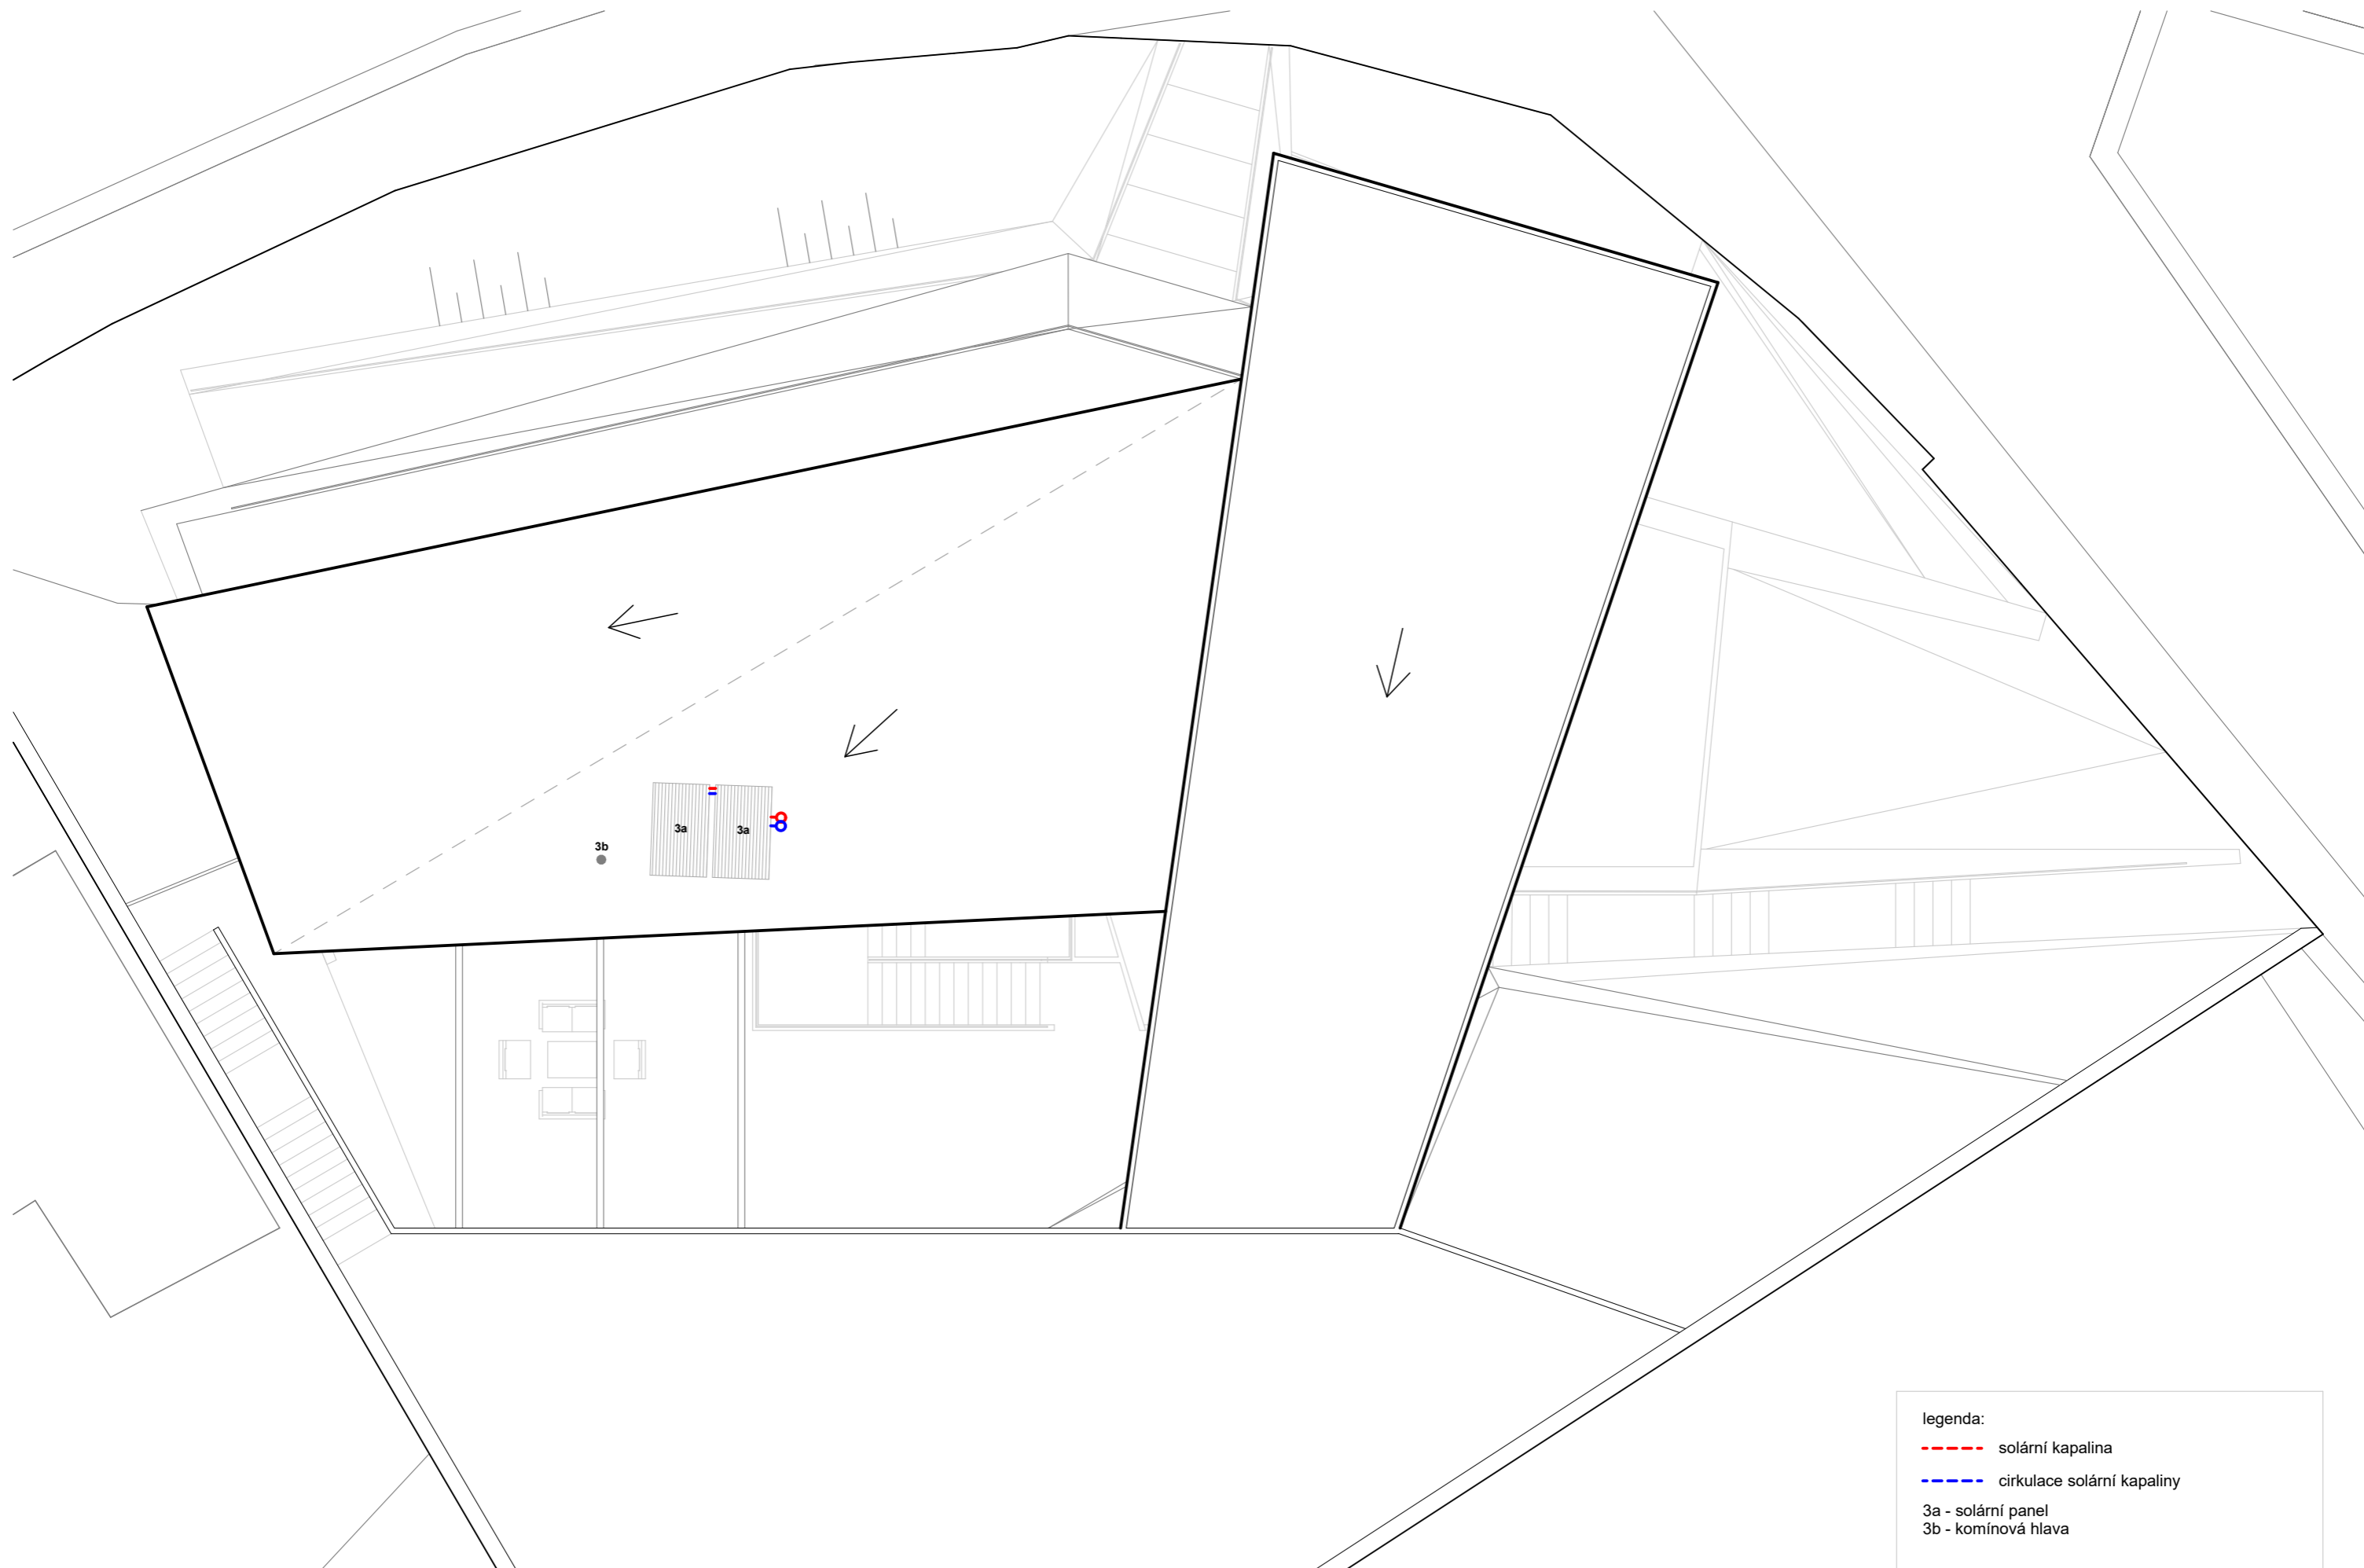 3a
3a
3b
legenda:
solární kapalina
cirkulace solární kapaliny
3a - solární panel
3b - komínová hlava